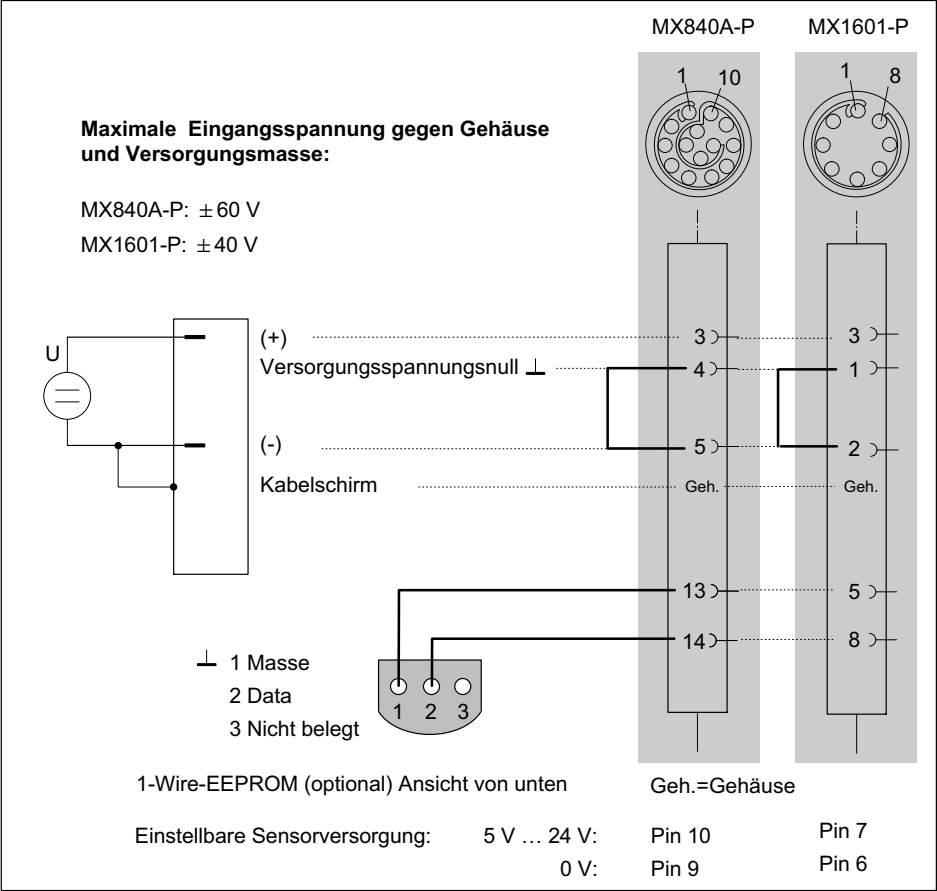 MX840A-P MX1601-P
1 10 1 8
Maximale Eingangsspannung gegen Gehäuse
und Versorgungsmasse:
MX840A-P: ±60 V
MX1601-P: ±40 V
U
(+) 3 3
Versorgungsspannungsnull ⊥ 4 1
(-) 5 2
Kabelschirm Geh. Geh.
13 5
14 8
⊥ 1 Masse
2 Data
3 Nicht belegt
1 2 3
1-Wire-EEPROM (optional) Ansicht von unten Geh.=Gehäuse
Einstellbare Sensorversorgung: 5 V … 24 V: Pin 10 Pin 7
0 V: Pin 9 Pin 6